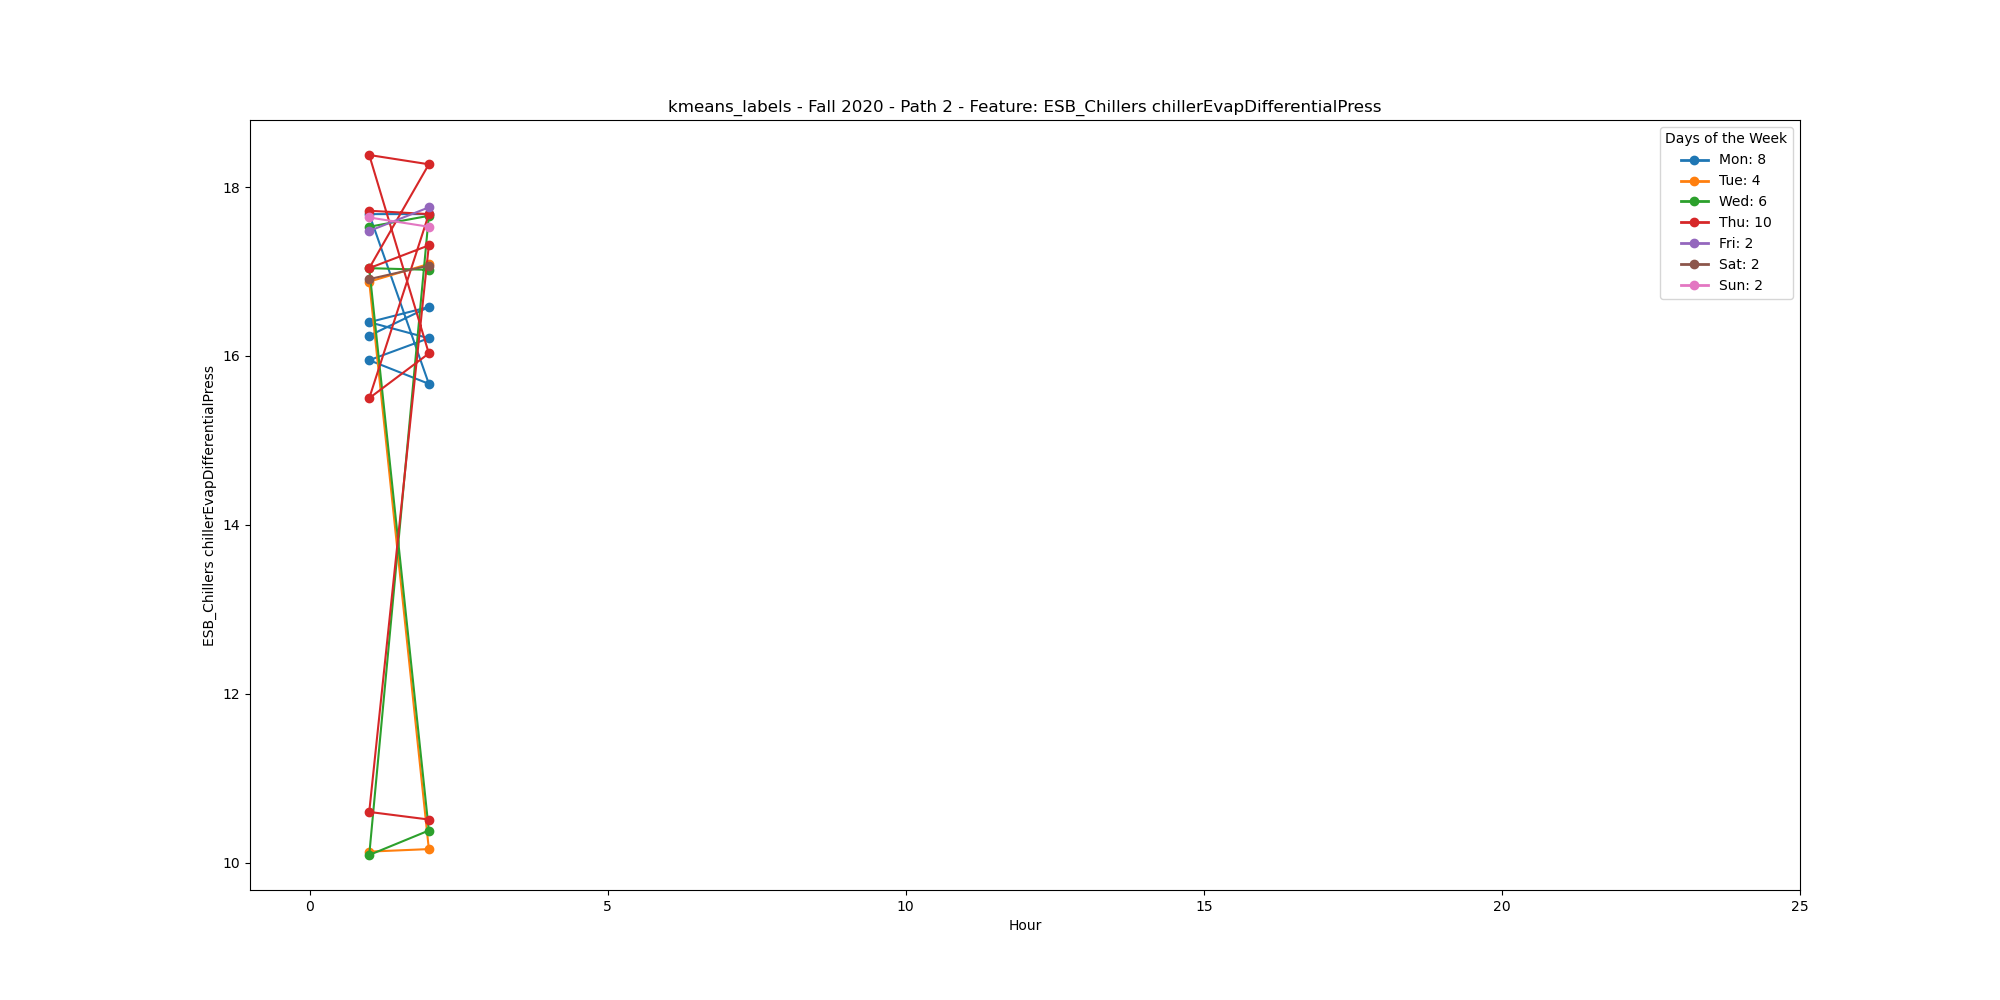 kmeans_labels - Fall 2020 - Path 2 - Feature: ESB_Chillers chillerEvapDifferentialPress
Days of the Week
Mon: 8
Tue: 4
Wed: 6
Thu: 10
Fri: 2
Sat: 2
Sun: 2
ESB_Chillers chillerEvapDifferentialPress
18
16
14
12
10
0 5 10 15 20 25
Hour